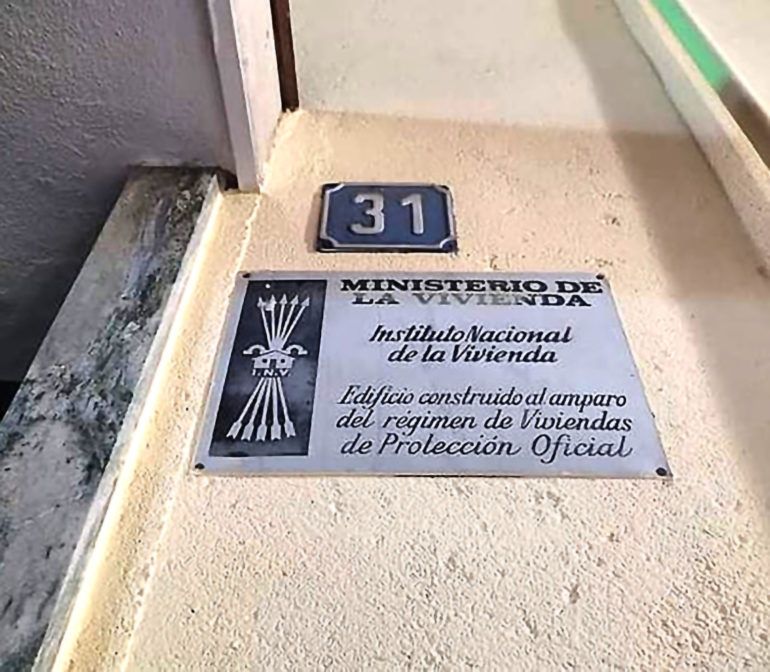 31
MINISTERIO DE
LA VIVIENDA
Instituto Nacional
de la Vivienda
I.N.V.
Edificio construido al amparo
del régimen de Viviendas
de Protección Oficial